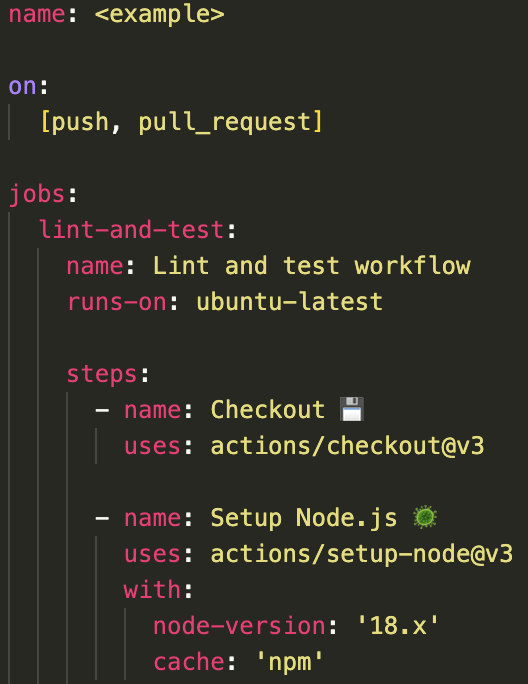 name: <example>

on:
  [push, pull_request]

jobs:
  lint-and-test:
    name: Lint and test workflow
    runs-on: ubuntu-latest

    steps:
      - name: Checkout 💾
        uses: actions/checkout@v3

      - name: Setup Node.js 🦠
        uses: actions/setup-node@v3
        with:
          node-version: '18.x'
          cache: 'npm'